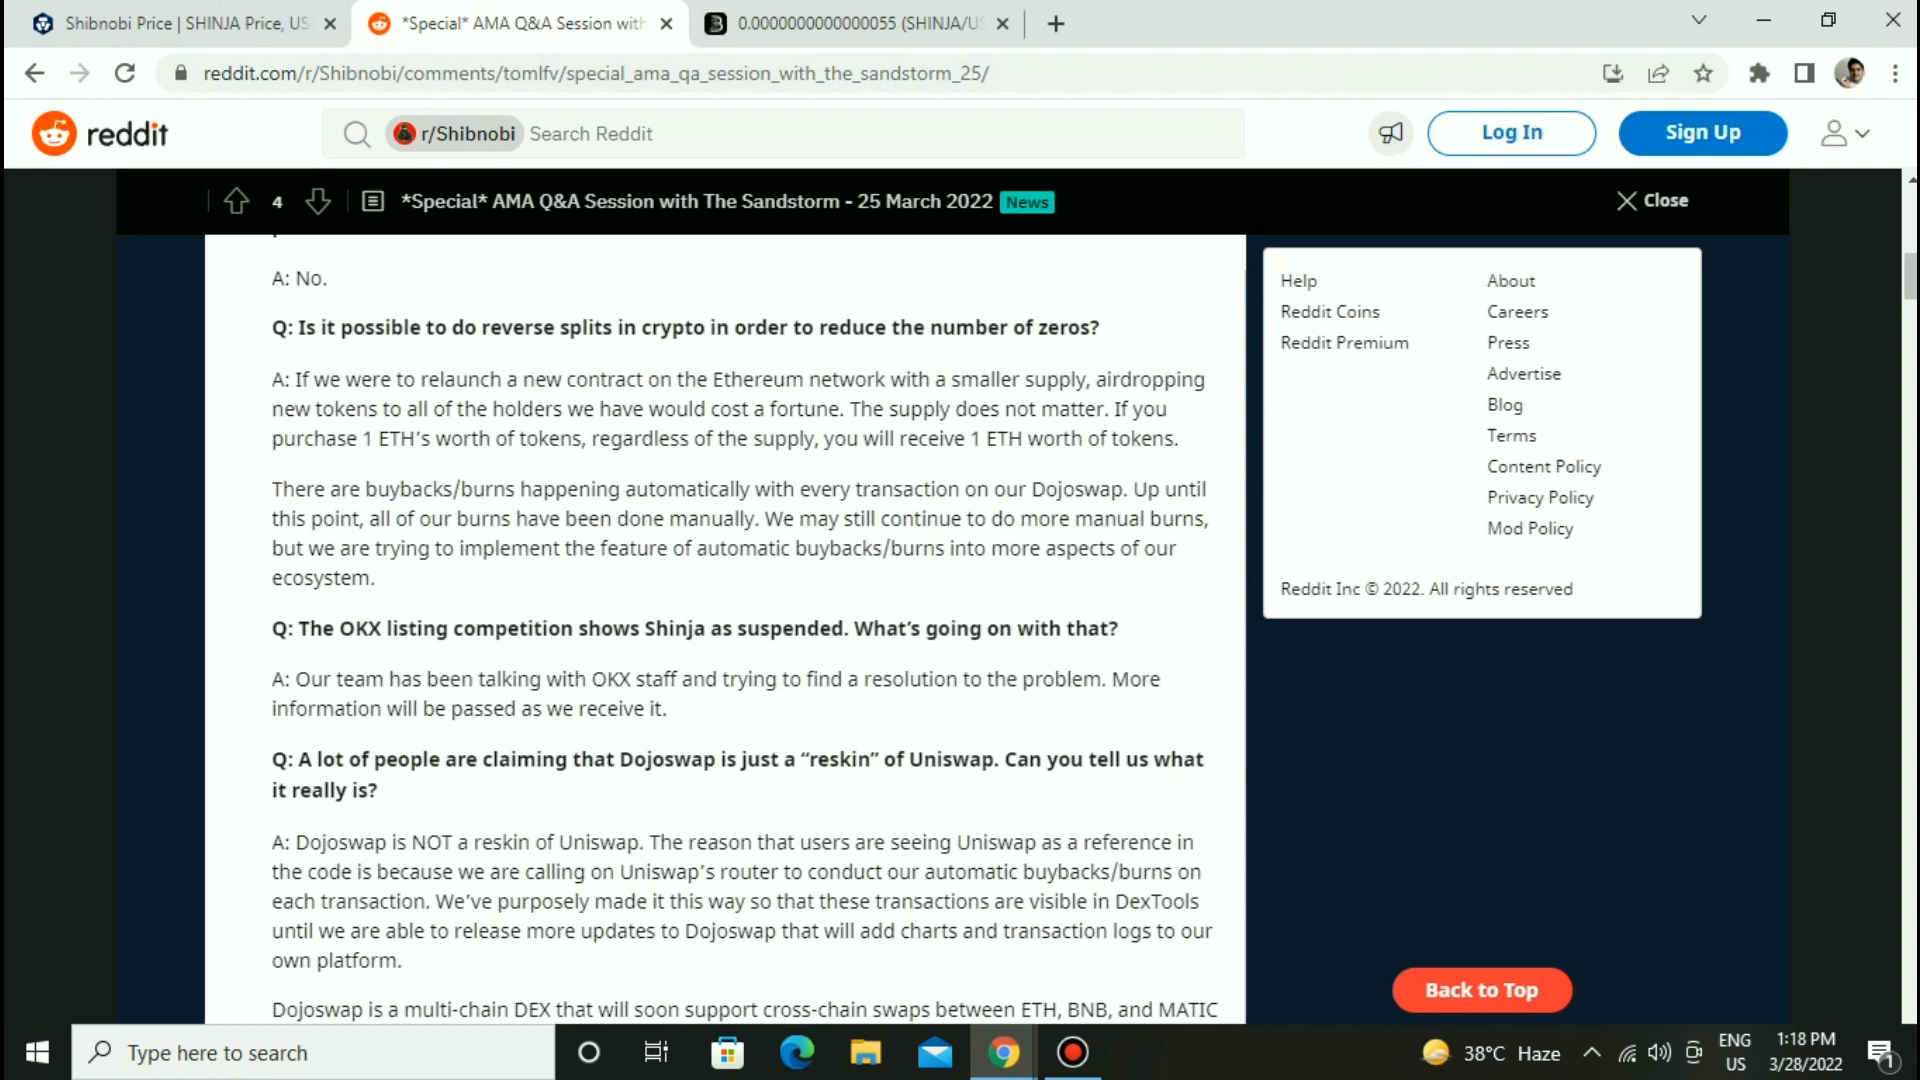 Shibnobi Price | SHINJA Price, US
*Special* AMA Q&A Session with
0.0000000000000055 (SHINJA/U
reddit.com/r/Shibnobi/comments/tomlfv/special_ama_qa_session_with_the_sandstorm_25/
reddit
r/Shibnobi
Search Reddit
Log In
Sign Up
4
*Special* AMA Q&A Session with The Sandstorm - 25 March 2022
News
Close
A: No.
Q: Is it possible to do reverse splits in crypto in order to reduce the number of zeros?
A: If we were to relaunch a new contract on the Ethereum network with a smaller supply, airdropping
new tokens to all of the holders we have would cost a fortune. The supply does not matter. If you
purchase 1 ETH’s worth of tokens, regardless of the supply, you will receive 1 ETH worth of tokens.
There are buybacks/burns happening automatically with every transaction on our Dojoswap. Up until
this point, all of our burns have been done manually. We may still continue to do more manual burns,
but we are trying to implement the feature of automatic buybacks/burns into more aspects of our
ecosystem.
Q: The OKX listing competition shows Shinja as suspended. What’s going on with that?
A: Our team has been talking with OKX staff and trying to find a resolution to the problem. More
information will be passed as we receive it.
Q: A lot of people are claiming that Dojoswap is just a “reskin” of Uniswap. Can you tell us what
it really is?
A: Dojoswap is NOT a reskin of Uniswap. The reason that users are seeing Uniswap as a reference in
the code is because we are calling on Uniswap’s router to conduct our automatic buybacks/burns on
each transaction. We’ve purposely made it this way so that these transactions are visible in DexTools
until we are able to release more updates to Dojoswap that will add charts and transaction logs to our
own platform.
Dojoswap is a multi-chain DEX that will soon support cross-chain swaps between ETH, BNB, and MATIC
Help
Reddit Coins
Reddit Premium
About
Careers
Press
Advertise
Blog
Terms
Content Policy
Privacy Policy
Mod Policy
Reddit Inc © 2022. All rights reserved
Back to Top
Type here to search
38°C Haze
ENG
US
1:18 PM
3/28/2022
1